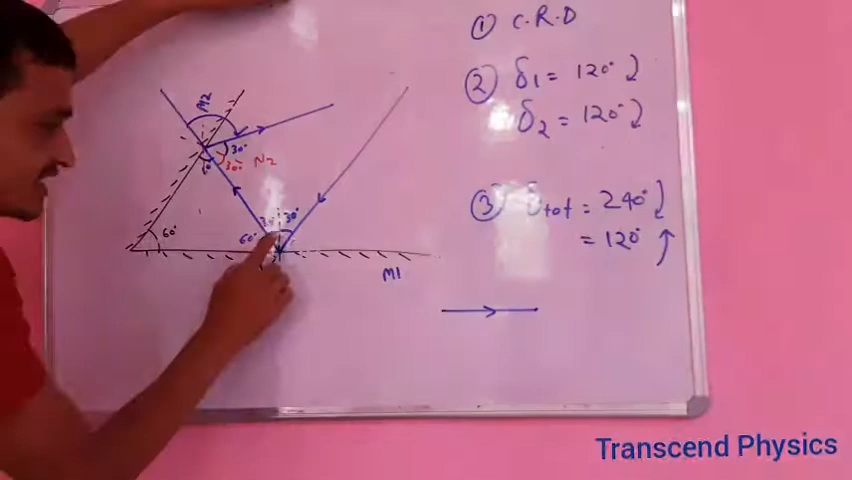 ① C.R.D
② δ1 = 120°
δ2 = 120°
③ δtot = 240°
= 120°
M2
30°
30° N2
60°
60°
30°
30°
60°
M1
Transcend Physics